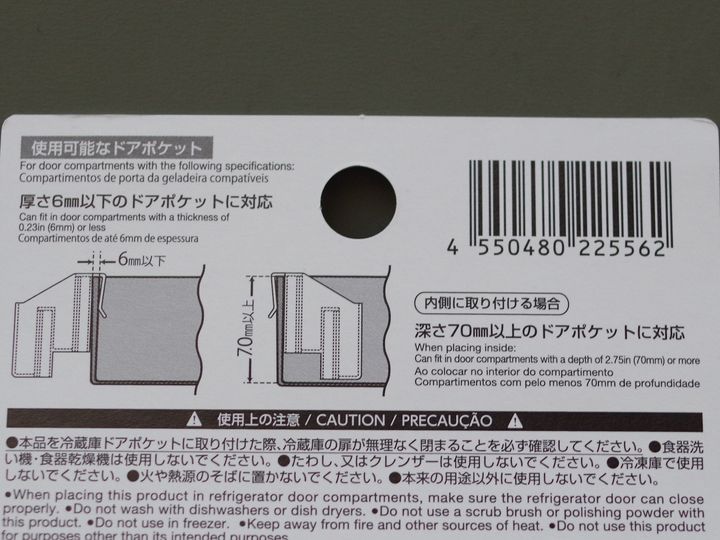 使用可能なドアポケット
For door compartments with the following specifications:
Compartimentos de porta da geladeira compatíveis
厚さ6㎜以下のドアポケットに対応
Can fit in door compartments with a thickness of
0.23in (6mm) or less
Compartimentos de até 6mm de espessura
6㎜以下
70㎜以上
4 550480 225562
内側に取り付ける場合
深さ70㎜以上のドアポケットに対応
When placing inside:
Can fit in door compartments with a depth of 2.75in (70mm) or more
Ao colocar no interior do compartimento
Compartimentos com pelo menos 70mm de profundidade
⚠ 使用上の注意 / CAUTION / PRECAUÇÃO ⚠
●本品を冷蔵庫ドアポケットに取り付けた際、冷蔵庫の扉が無理なく閉まることを必ず確認してください。●食器洗
い機・食器乾燥機は使用しないでください。●たわし、又はクレンザーは使用しないでください。●冷凍庫で使用
しないでください。●火や熱源のそばに置かないでください。●本来の用途以外に使用しないでください。
●When placing this product in refrigerator door compartments, make sure the refrigerator door can close
properly. ●Do not wash with dishwashers or dish dryers. ●Do not use a scrub brush or polishing powder with
this product. ●Do not use in freezer. ●Keep away from fire and other sources of heat. ●Do not use this product
for purposes other than its intended purposes.